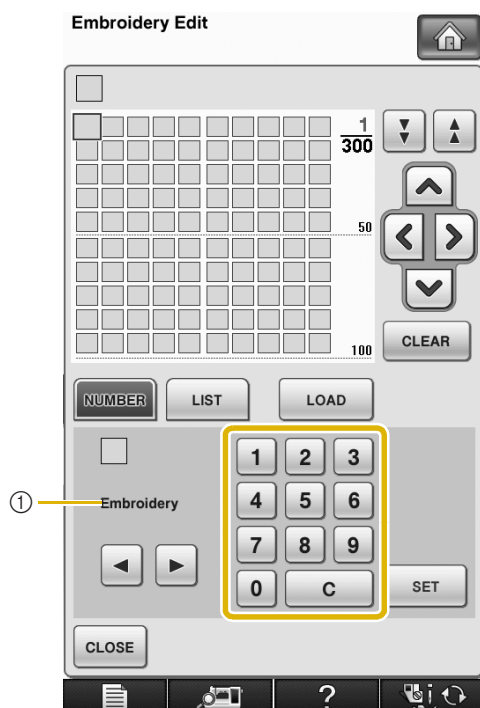 Embroidery Edit
1
300
50
100
CLEAR
NUMBER LIST LOAD
1 2 3
① Embroidery
4 5 6
7 8 9
0 C
SET
CLOSE
?